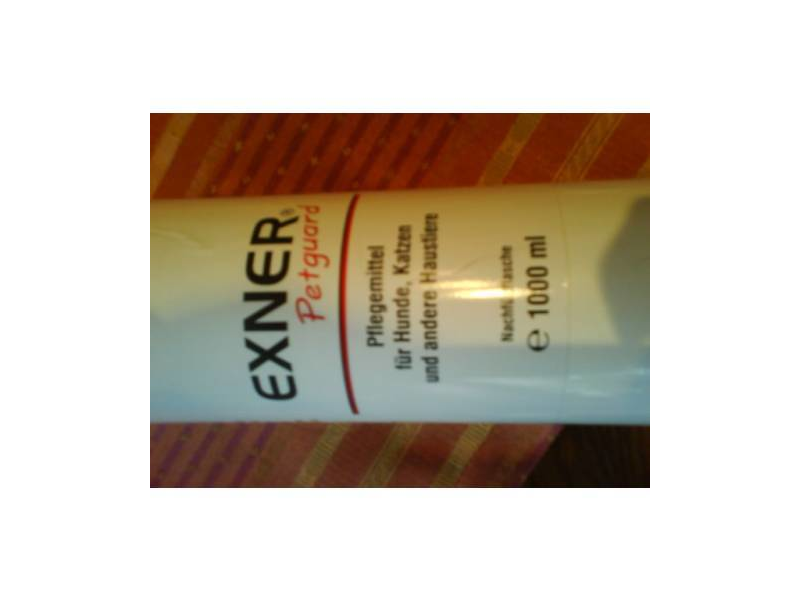 EXNER®
Petguard
Pflegemittel
für Hunde, Katzen
und andere Haustiere
℮ 1000 ml